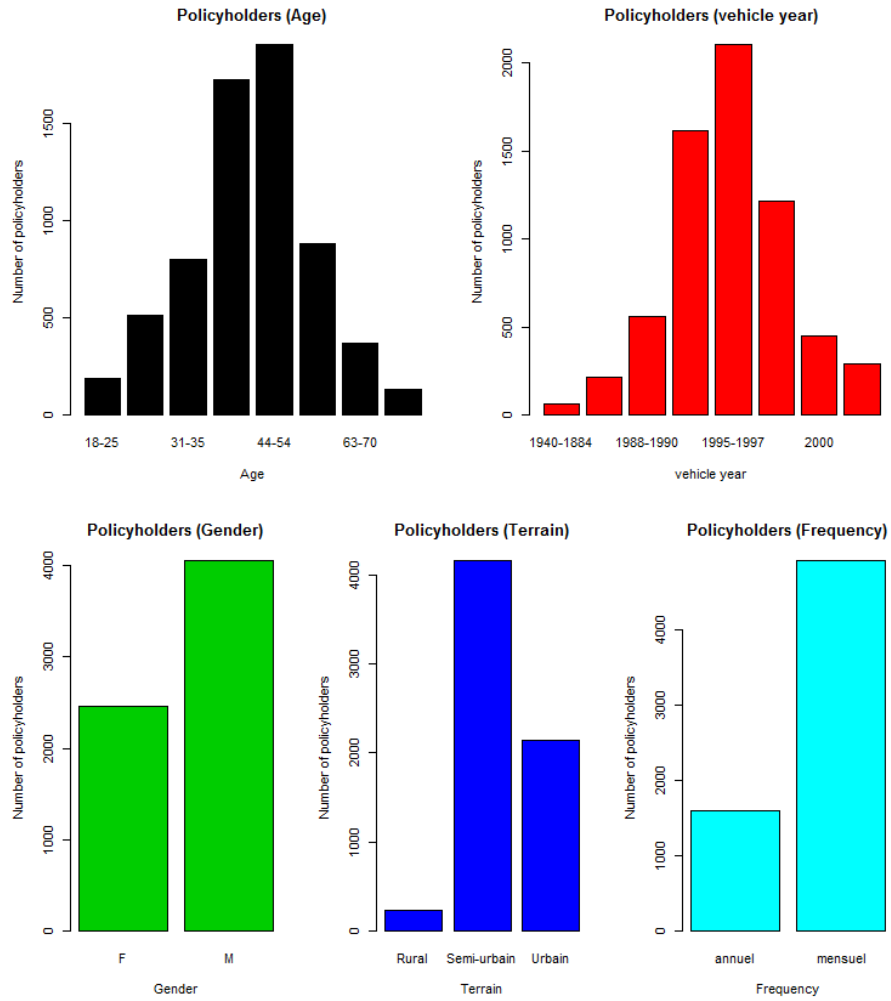 Policyholders (Age)
Number of policyholders
0
500
1000
1500
18-25
31-35
44-54
63-70
Age
Policyholders (vehicle year)
Number of policyholders
0
500
1000
1500
2000
1940-1884
1988-1990
1995-1997
2000
vehicle year
Policyholders (Gender)
Number of policyholders
0
1000
2000
3000
4000
F
M
Gender
Policyholders (Terrain)
Number of policyholders
0
1000
2000
3000
4000
Rural
Semi-urbain
Urbain
Terrain
Policyholders (Frequency)
Number of policyholders
0
1000
2000
3000
4000
annuel
mensuel
Frequency